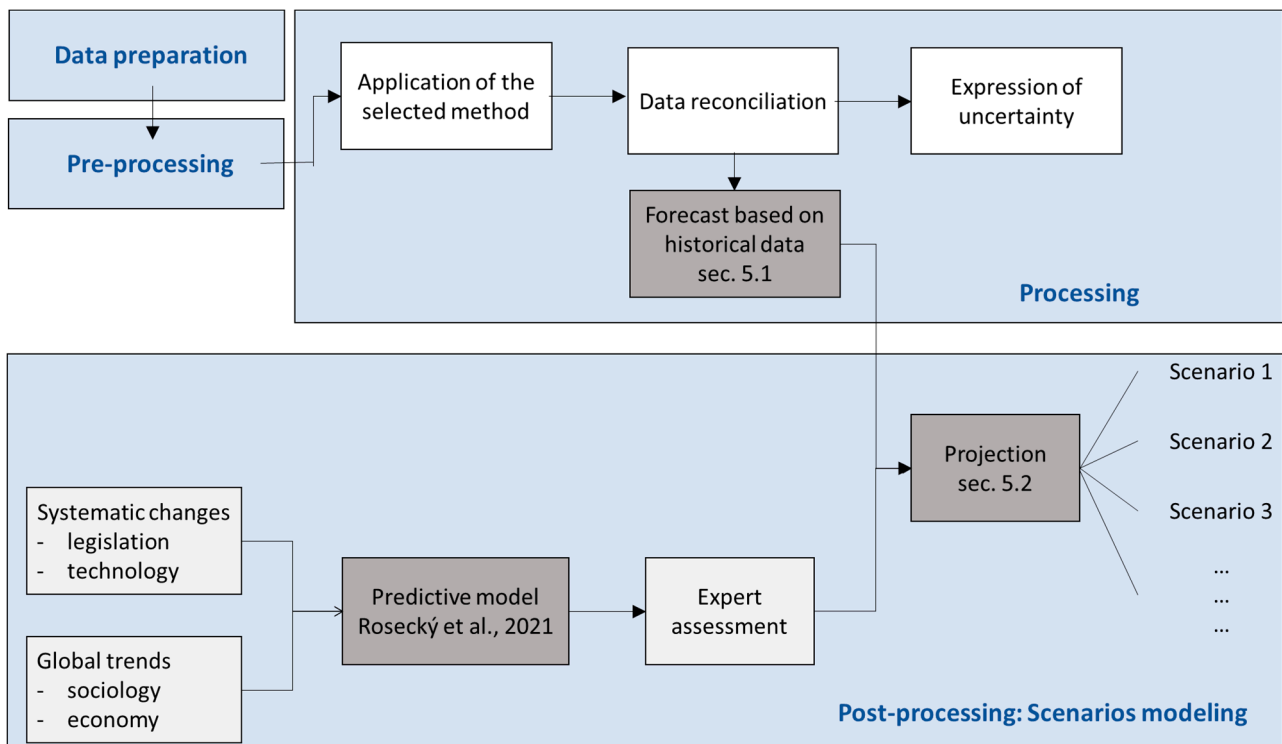 Data preparation
Pre-processing
Application of the
selected method
Data reconciliation
Expression of
uncertainty
Forecast based on
historical data
sec. 5.1
Processing
Scenario 1
Scenario 2
Scenario 3
...
...
...
Projection
sec. 5.2
Systematic changes
- legislation
- technology
Global trends
- sociology
- economy
Predictive model
Rosecký et al., 2021
Expert
assessment
Post-processing: Scenarios modeling